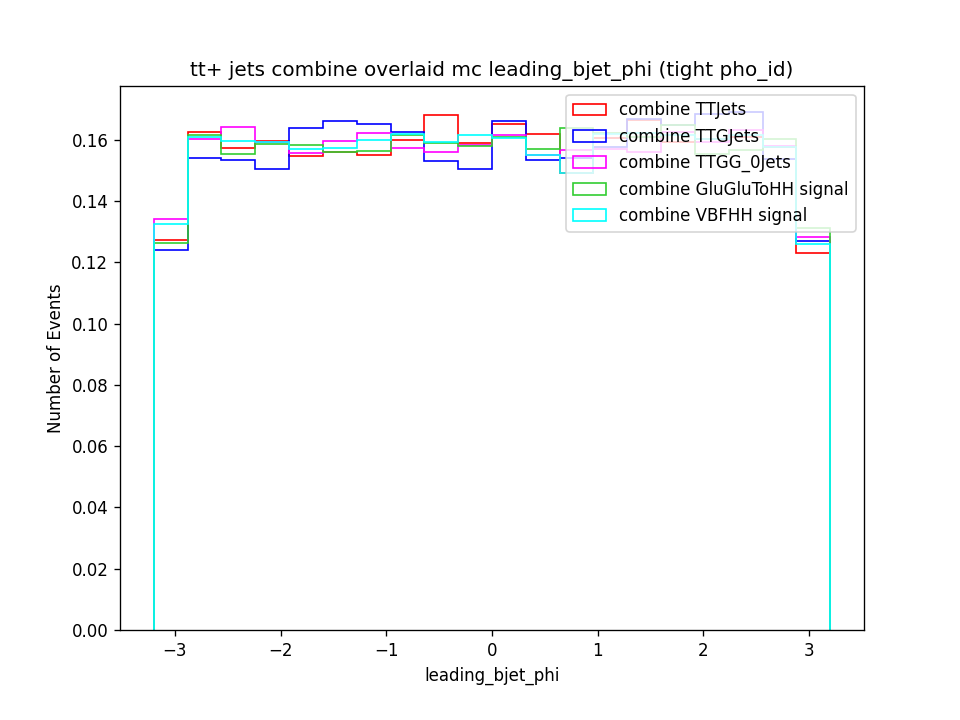 tt+ jets combine overlaid mc leading_bjet_phi (tight pho_id)
combine TTJets
combine TTGJets
combine TTGG_0Jets
combine GluGluToHH signal
combine VBFHH signal
Number of Events
0.16
0.14
0.12
0.10
0.08
0.06
0.04
0.02
0.00
−3 −2 −1 0 1 2 3
leading_bjet_phi